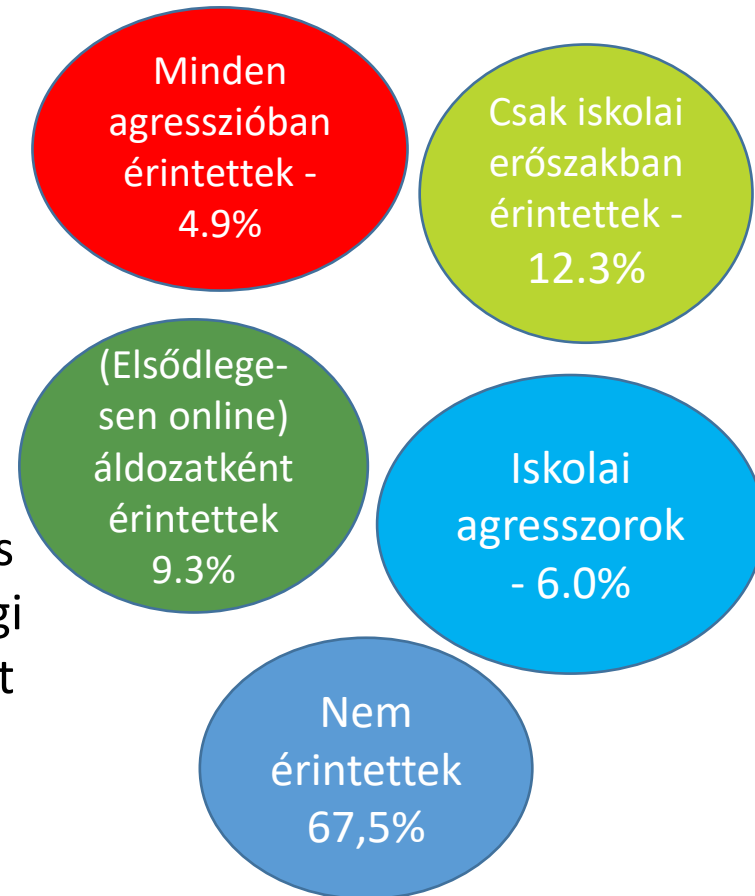 Minden
agresszióban
érintettek -
4.9%
Csak iskolai
erőszakban
érintettek -
12.3%
(Elsődlege-
sen online)
áldozatként
érintettek
9.3%
Iskolai
agresszorok
- 6.0%
s
gi
t
Nem
érintettek
67,5%